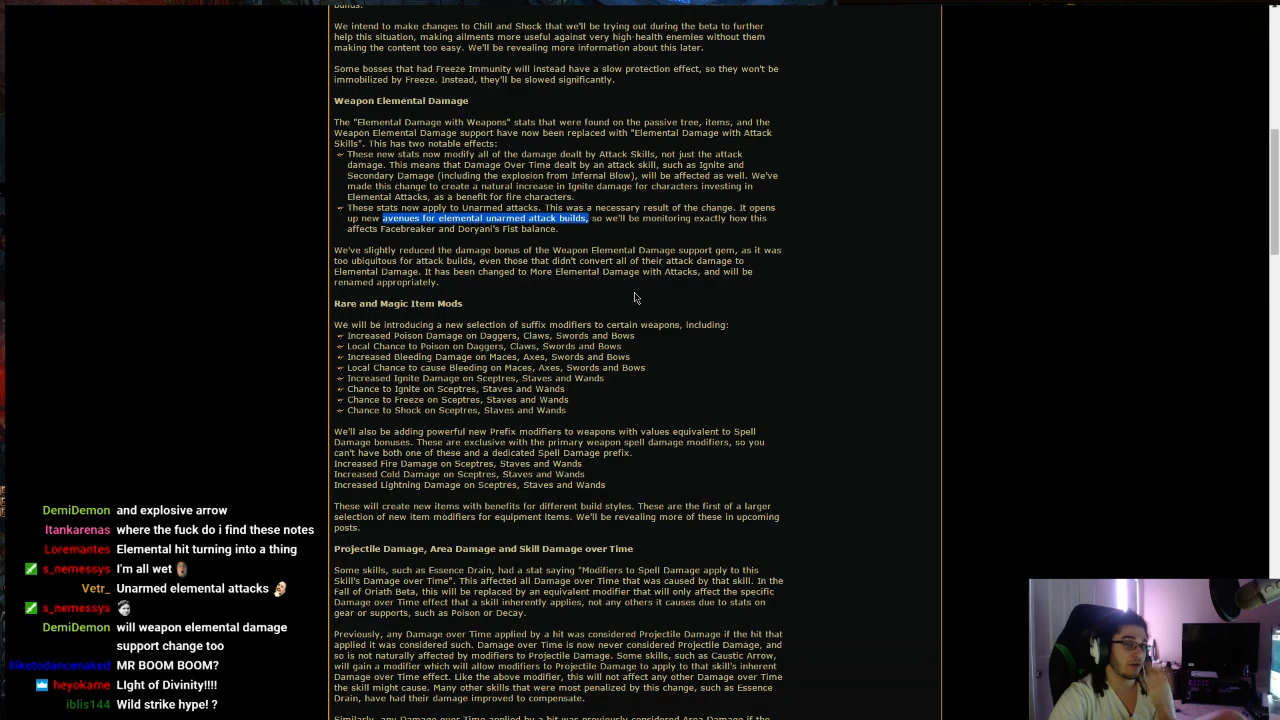 builds.
We intend to make changes to Chill and Shock that we'll be trying out during the beta to further
help this situation, making ailments more useful against very high-health enemies without them
making the content too easy. We'll be revealing more information about this later.
Some bosses that had Freeze Immunity will instead have a slow protection effect, so they won't be
immobilized by Freeze. Instead, they'll be slowed significantly.
Weapon Elemental Damage
The "Elemental Damage with Weapons" stats that were found on the passive tree, items, and the
Weapon Elemental Damage support have now been replaced with "Elemental Damage with Attack
Skills". This has two notable effects:
These new stats now modify all of the damage dealt by Attack Skills, not just the attack
damage. This means that Damage Over Time dealt by an attack skill, such as Ignite and
Secondary Damage (including the explosion from Infernal Blow), will be affected as well. We've
made this change to create a natural increase in Ignite damage for characters investing in
Elemental Attacks, as a benefit for fire characters.
These stats now apply to Unarmed attacks. This was a necessary result of the change. It opens
up new avenues for elemental unarmed attack builds, so we'll be monitoring exactly how this
affects Facebreaker and Doryani's Fist balance.
We've slightly reduced the damage bonus of the Weapon Elemental Damage support gem, as it was
too ubiquitous for attack builds, even those that didn't convert all of their attack damage to
Elemental Damage. It has been changed to More Elemental Damage with Attacks, and will be
renamed appropriately.
Rare and Magic Item Mods
We will be introducing a new selection of suffix modifiers to certain weapons, including:
Increased Poison Damage on Daggers, Claws, Swords and Bows
Local Chance to Poison on Daggers, Claws, Swords and Bows
Increased Bleeding Damage on Maces, Axes, Swords and Bows
Local Chance to cause Bleeding on Maces, Axes, Swords and Bows
Increased Ignite Damage on Sceptres, Staves and Wands
Chance to Ignite on Sceptres, Staves and Wands
Chance to Freeze on Sceptres, Staves and Wands
Chance to Shock on Sceptres, Staves and Wands
We'll also be adding powerful new Prefix modifiers to weapons with values equivalent to Spell
Damage bonuses. These are exclusive with the primary weapon spell damage modifiers, so you
can't have both one of these and a dedicated Spell Damage prefix.
Increased Fire Damage on Sceptres, Staves and Wands
Increased Cold Damage on Sceptres, Staves and Wands
Increased Lightning Damage on Sceptres, Staves and Wands
These will create new items with benefits for different build styles. These are the first of a larger
selection of new item modifiers for equipment items. We'll be revealing more of these in upcoming
posts.
Projectile Damage, Area Damage and Skill Damage over Time
Some skills, such as Essence Drain, had a stat saying "Modifiers to Spell Damage apply to this
Skill's Damage over Time". This affected all Damage over Time that was caused by that skill. In the
Fall of Oriath Beta, this will be replaced by an equivalent modifier that will only affect the specific
Damage over Time effect that a skill inherently applies, not any others it causes due to stats on
gear or supports, such as Poison or Decay.
Previously, any Damage over Time applied by a hit was considered Projectile Damage if the hit that
applied it was considered such. Damage over Time is now never considered Projectile Damage, and
so is not naturally affected by modifiers to Projectile Damage. Some skills, such as Caustic Arrow,
will gain a modifier which will allow modifiers to Projectile Damage to apply to that skill's inherent
Damage over Time effect. Like the above modifier, this will not affect any other Damage over Time
the skill might cause. Many other skills that were most penalized by this change, such as Essence
Drain, have had their damage improved to compensate.
Similarly, any Damage over Time applied by a hit was previously considered Area Damage if the
DemiDemon and explosive arrow
Itankarenas where the fuck do i find these notes
Loremantes Elemental hit turning into a thing
s_nemessys I'm all wet
Vetr_ Unarmed elemental attacks
s_nemessys
DemiDemon will weapon elemental damage
support change too
iliketodancenaked MR BOOM BOOM?
heyokame LIght of Divinity!!!!
iblis144 Wild strike hype! ?